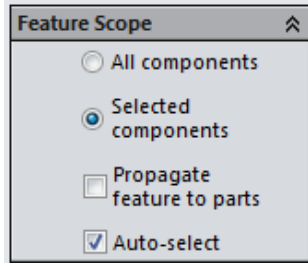 Feature Scope
All components
Selected
components
Propagate
feature to parts
Auto-select